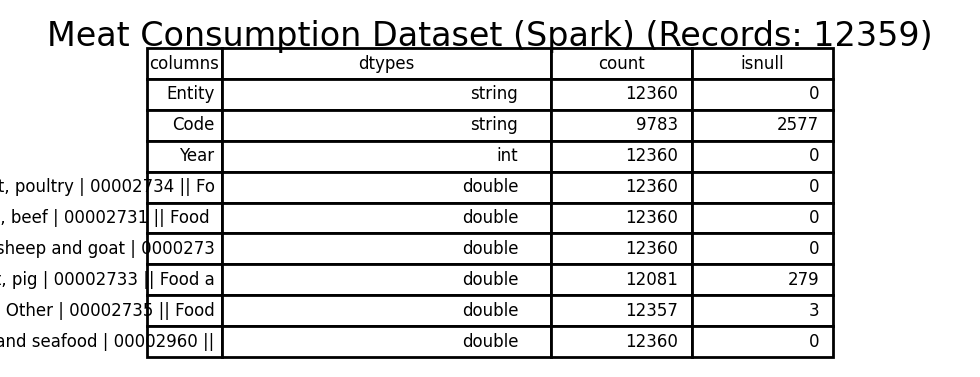 Meat Consumption Dataset (Spark) (Records: 12359)
columns dtypes count isnull
Entity string 12360 0
Code string 9783 2577
Year int 12360 0
t, poultry | 00002734 || Fo double 12360 0
, beef | 00002731 || Food double 12360 0
sheep and goat | 0000273 double 12360 0
, pig | 00002733 || Food a double 12081 279
Other | 00002735 || Food double 12357 3
and seafood | 00002960 || double 12360 0